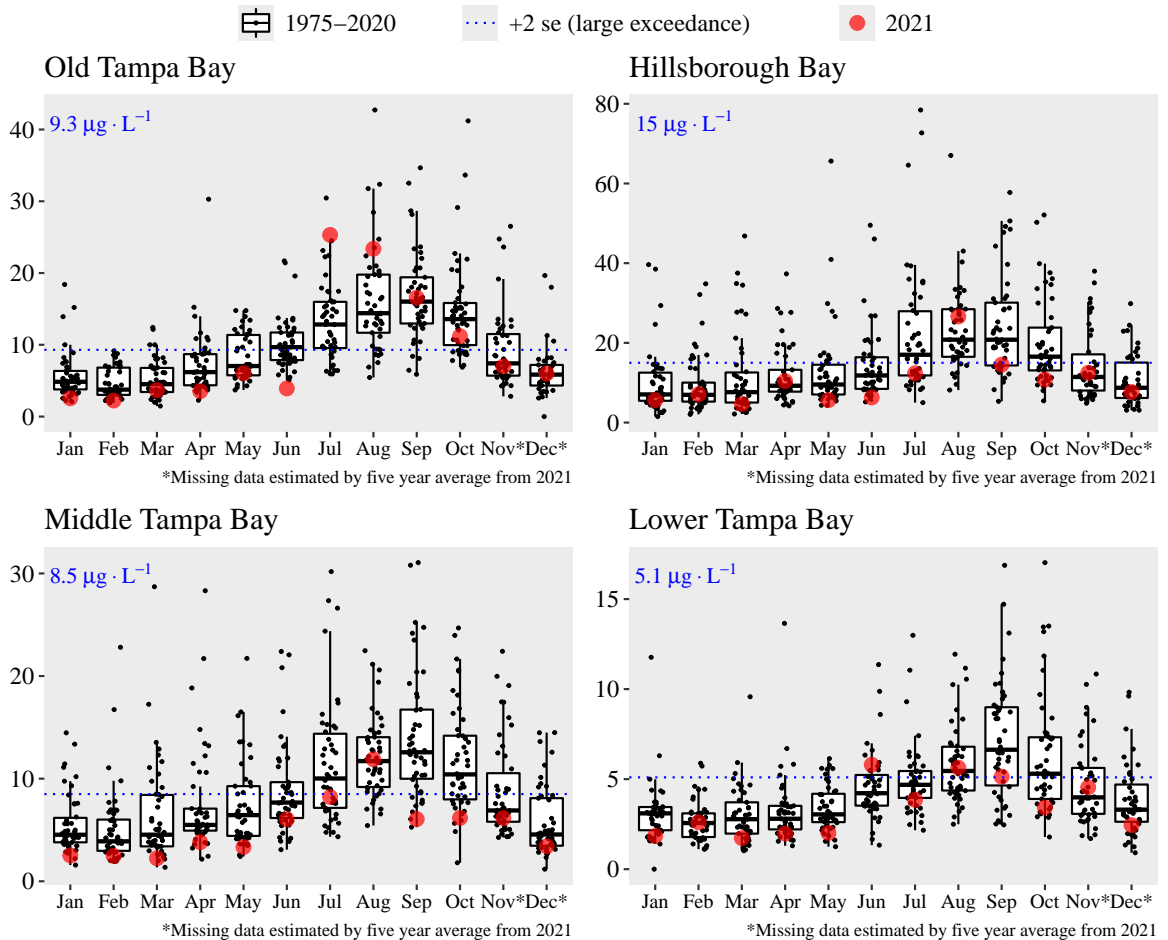 1975–2020 +2 se (large exceedance) 2021
Old Tampa Bay
9.3 μg · L⁻¹
40
30
20
10
0
Jan Feb Mar Apr May Jun Jul Aug Sep Oct Nov* Dec*
*Missing data estimated by five year average from 2021
Hillsborough Bay
15 μg · L⁻¹
80
60
40
20
0
Jan Feb Mar Apr May Jun Jul Aug Sep Oct Nov* Dec*
*Missing data estimated by five year average from 2021
Middle Tampa Bay
8.5 μg · L⁻¹
30
20
10
0
Jan Feb Mar Apr May Jun Jul Aug Sep Oct Nov* Dec*
*Missing data estimated by five year average from 2021
Lower Tampa Bay
5.1 μg · L⁻¹
15
10
5
0
Jan Feb Mar Apr May Jun Jul Aug Sep Oct Nov* Dec*
*Missing data estimated by five year average from 2021